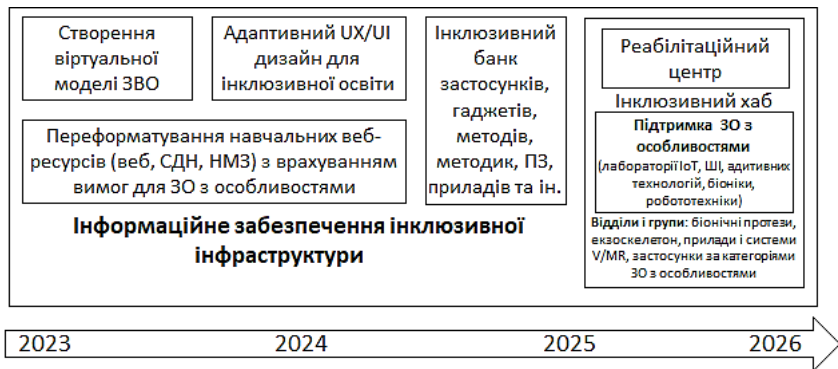 Створення
віртуальної
моделі ЗВО
Адаптивний UX/UI
дизайн для
інклюзивної освіти
Переформатування навчальних веб-
ресурсів (веб, СДН, НМЗ) з врахуванням
вимог для ЗО з особливостями
Інформаційне забезпечення інклюзивної
інфраструктури
Інклюзивний
банк
застосунків,
гаджетів,
методів,
методик, ПЗ,
приладів та ін.
Реабілітаційний
центр
Інклюзивний хаб
Підтримка ЗО з
особливостями
(лабораторії ІоТ, ШІ, адитивних
технологій, біоніки,
робототехніки)
Відділи і групи: біонічні протези,
екзоскелетон, прилади і системи
V/MR, застосунки за категоріями
ЗО з особливостями
2023 2024 2025 2026